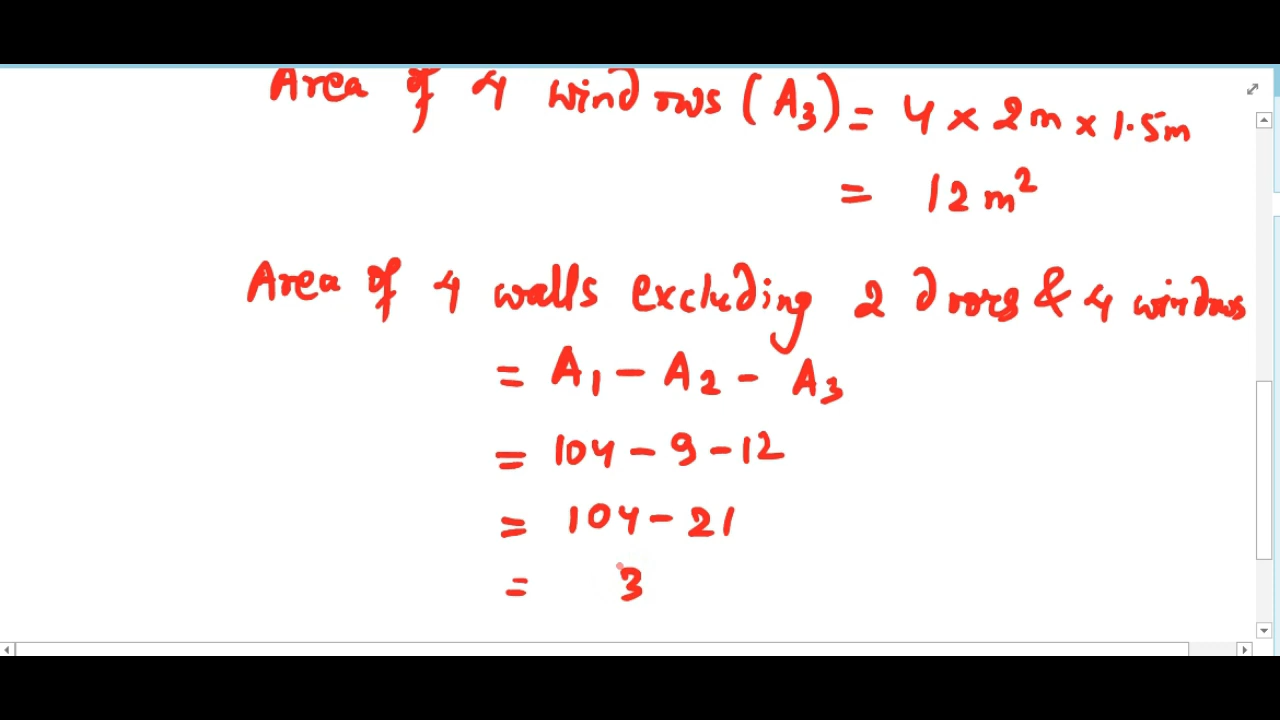 Area of 4 windows (A3) = 4 × 2m × 1.5m
= 12 m²
Area of 4 walls excluding 2 doors & 4 windows
= A1 - A2 - A3
= 104 - 9 - 12
= 104 - 21
= 3